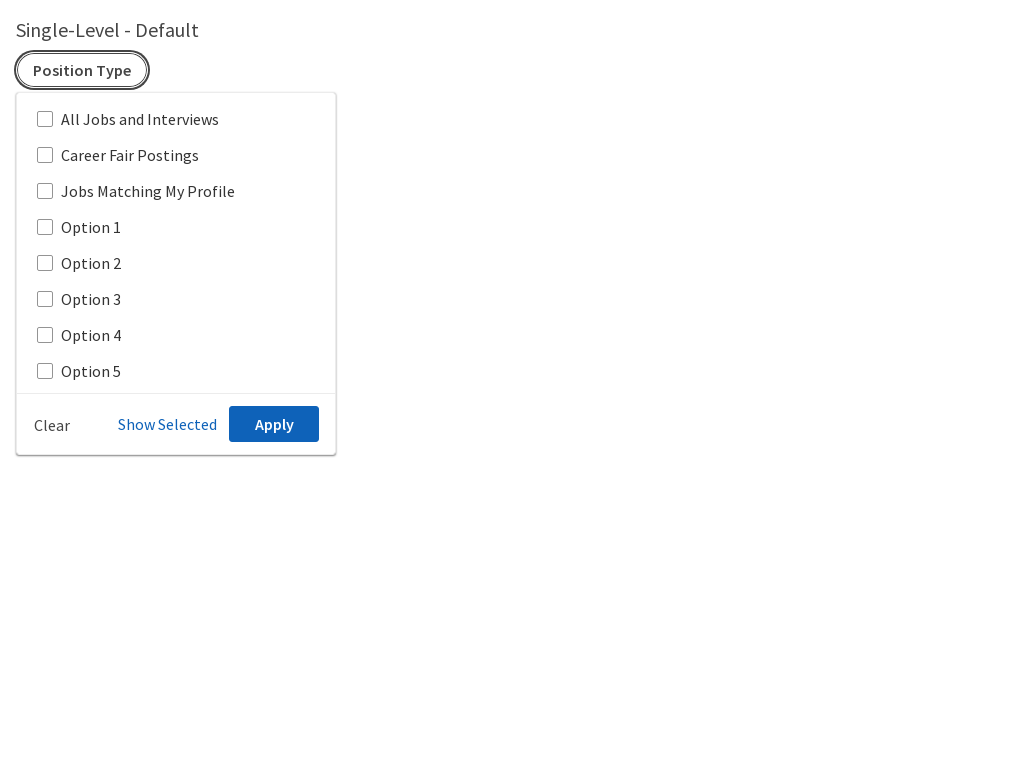 Single-Level - Default
Position Type
All Jobs and Interviews
Career Fair Postings
Jobs Matching My Profile
Option 1
Option 2
Option 3
Option 4
Option 5
Clear Show Selected Apply